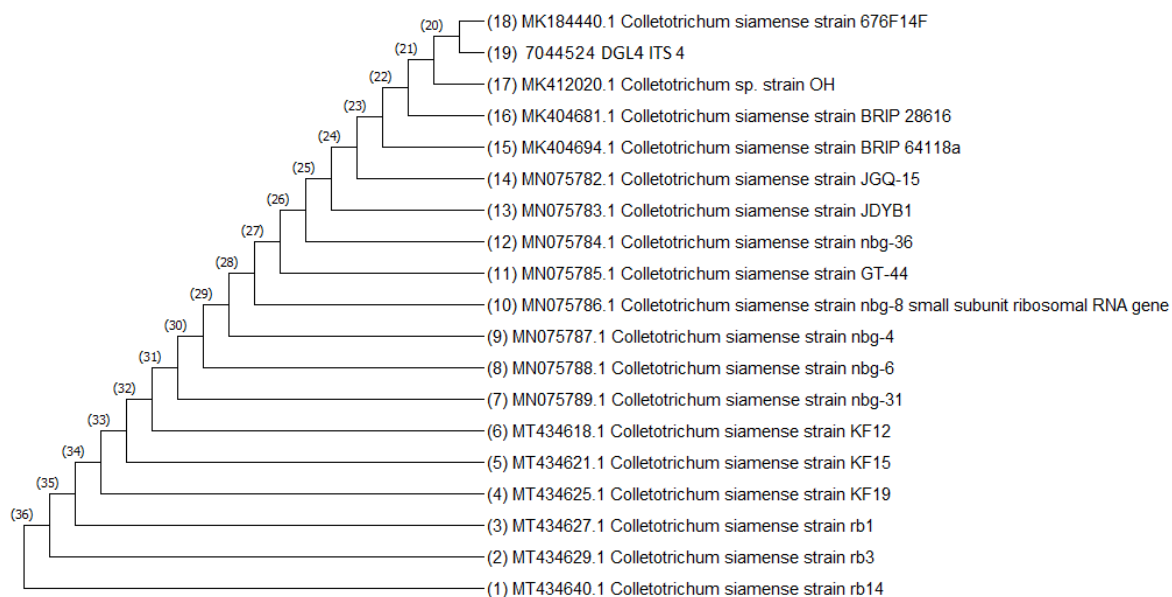 (18) MK184440.1 Colletotrichum siamense strain 676F14F
(20)
(19) 7044524 DGL4 ITS 4
(21)
(17) MK412020.1 Colletotrichum sp. strain OH
(22)
(16) MK404681.1 Colletotrichum siamense strain BRIP 28616
(23)
(15) MK404694.1 Colletotrichum siamense strain BRIP 64118a
(24)
(14) MN075782.1 Colletotrichum siamense strain JGQ-15
(25)
(13) MN075783.1 Colletotrichum siamense strain JDYB1
(26)
(12) MN075784.1 Colletotrichum siamense strain nbg-36
(27)
(11) MN075785.1 Colletotrichum siamense strain GT-44
(28)
(10) MN075786.1 Colletotrichum siamense strain nbg-8 small subunit ribosomal RNA gene
(29)
(9) MN075787.1 Colletotrichum siamense strain nbg-4
(30)
(8) MN075788.1 Colletotrichum siamense strain nbg-6
(31)
(7) MN075789.1 Colletotrichum siamense strain nbg-31
(32)
(6) MT434618.1 Colletotrichum siamense strain KF12
(33)
(5) MT434621.1 Colletotrichum siamense strain KF15
(34)
(4) MT434625.1 Colletotrichum siamense strain KF19
(35)
(3) MT434627.1 Colletotrichum siamense strain rb1
(36)
(2) MT434629.1 Colletotrichum siamense strain rb3
(1) MT434640.1 Colletotrichum siamense strain rb14